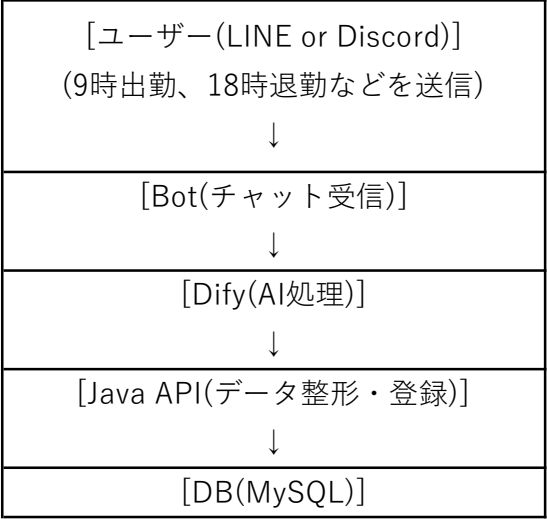 [ユーザー(LINE or Discord)]
(9時出勤、18時退勤などを送信)
↓
[Bot(チャット受信)]
↓
[Dify(AI処理)]
↓
[Java API(データ整形・登録)]
↓
[DB(MySQL)]